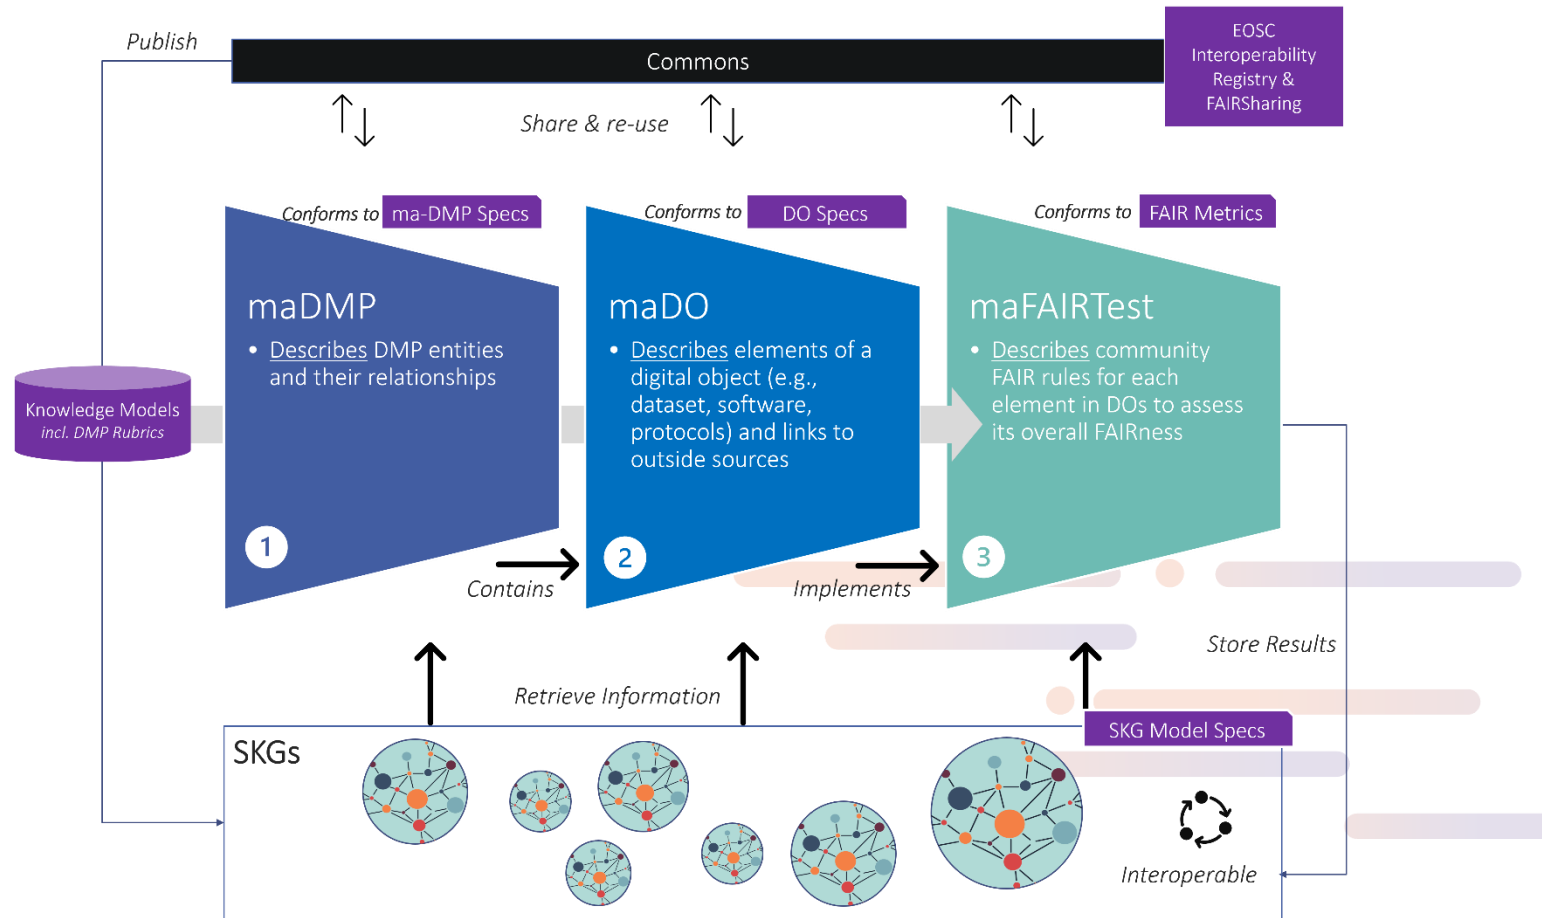 Publish
Commons
EOSC
Interoperability
Registry &
FAIRSharing
Share & re-use
Conforms to
ma-DMP Specs
Conforms to
DO Specs
Conforms to
FAIR Metrics
maDMP
• Describes DMP entities
and their relationships
1
maDO
• Describes elements of a
digital object (e.g.,
dataset, software,
protocols) and links to
outside sources
2
maFAIRTest
• Describes community
FAIR rules for each
element in DOs to assess
its overall FAIRness
3
Knowledge Models
incl. DMP Rubrics
Contains
Implements
Store Results
Retrieve Information
SKG Model Specs
SKGs
Interoperable